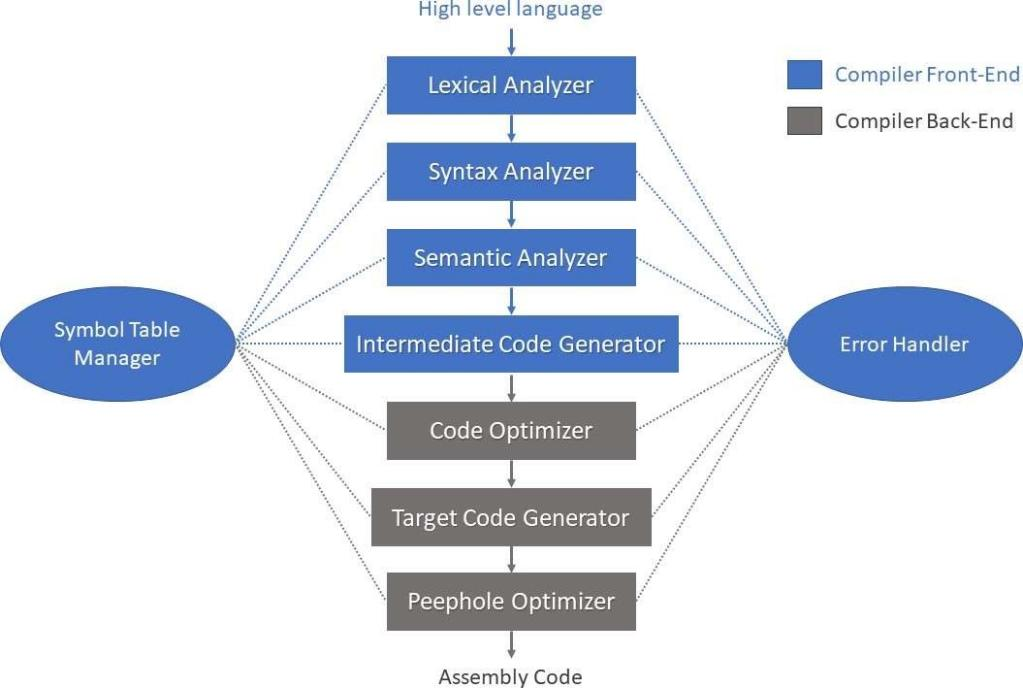 High level language
Lexical Analyzer
Compiler Front-End
Compiler Back-End
Syntax Analyzer
Semantic Analyzer
Symbol Table
Manager
Intermediate Code Generator
Error Handler
Code Optimizer
Target Code Generator
Peephole Optimizer
Assembly Code